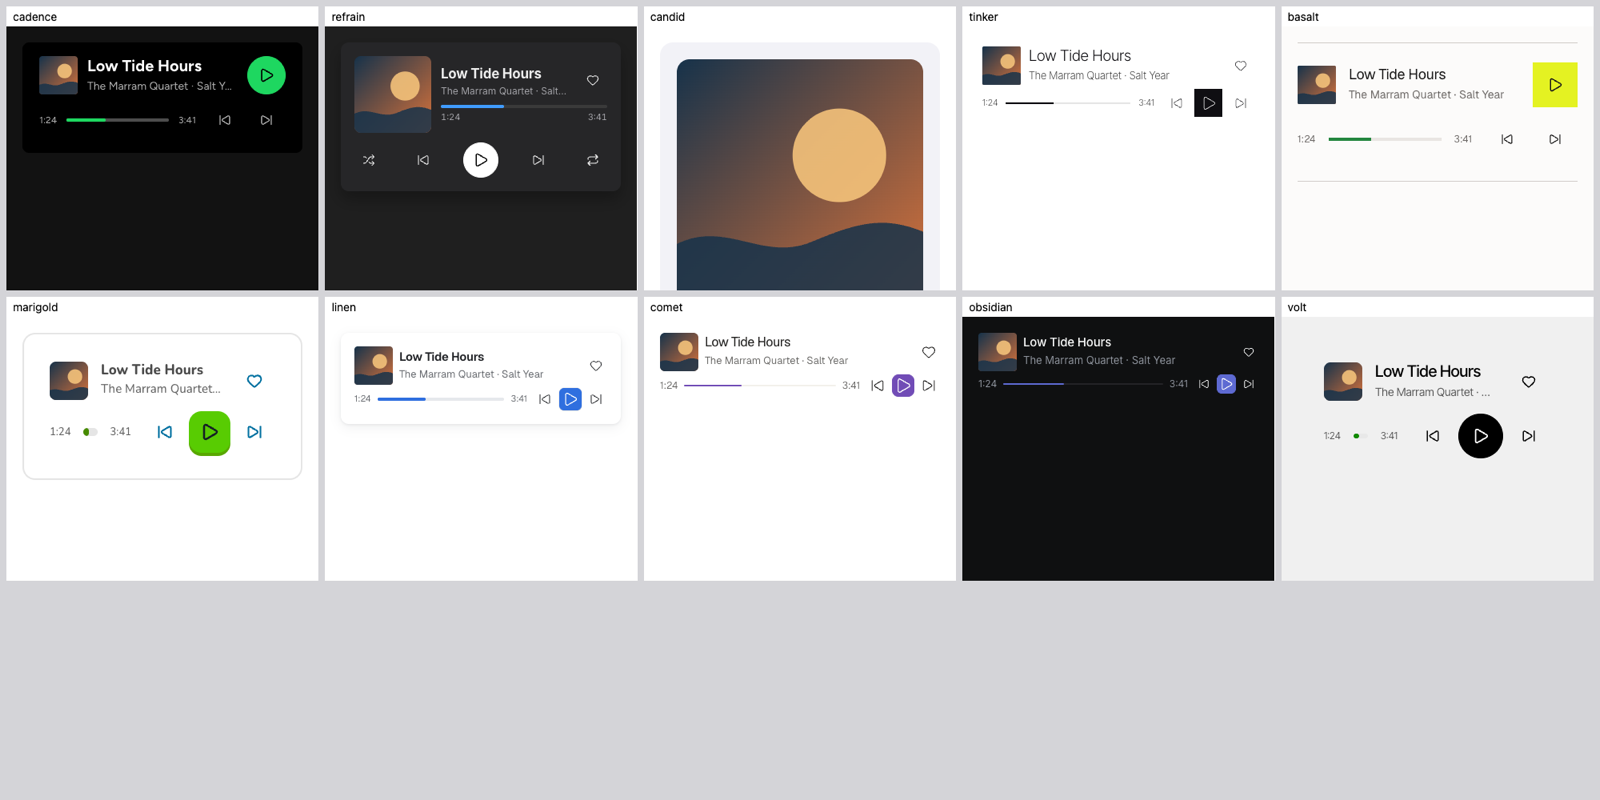 cadence
Low Tide Hours
The Marram Quartet · Salt Y...
1:24 3:41
refrain
Low Tide Hours
The Marram Quartet · Salt...
1:24 3:41
candid
tinker
Low Tide Hours
The Marram Quartet · Salt Year
1:24 3:41
basalt
Low Tide Hours
The Marram Quartet · Salt Year
1:24 3:41
marigold
Low Tide Hours
The Marram Quartet...
1:24 3:41
linen
Low Tide Hours
The Marram Quartet · Salt Year
1:24 3:41
comet
Low Tide Hours
The Marram Quartet · Salt Year
1:24 3:41
obsidian
Low Tide Hours
The Marram Quartet · Salt Year
1:24 3:41
volt
Low Tide Hours
The Marram Quartet · ...
1:24 3:41